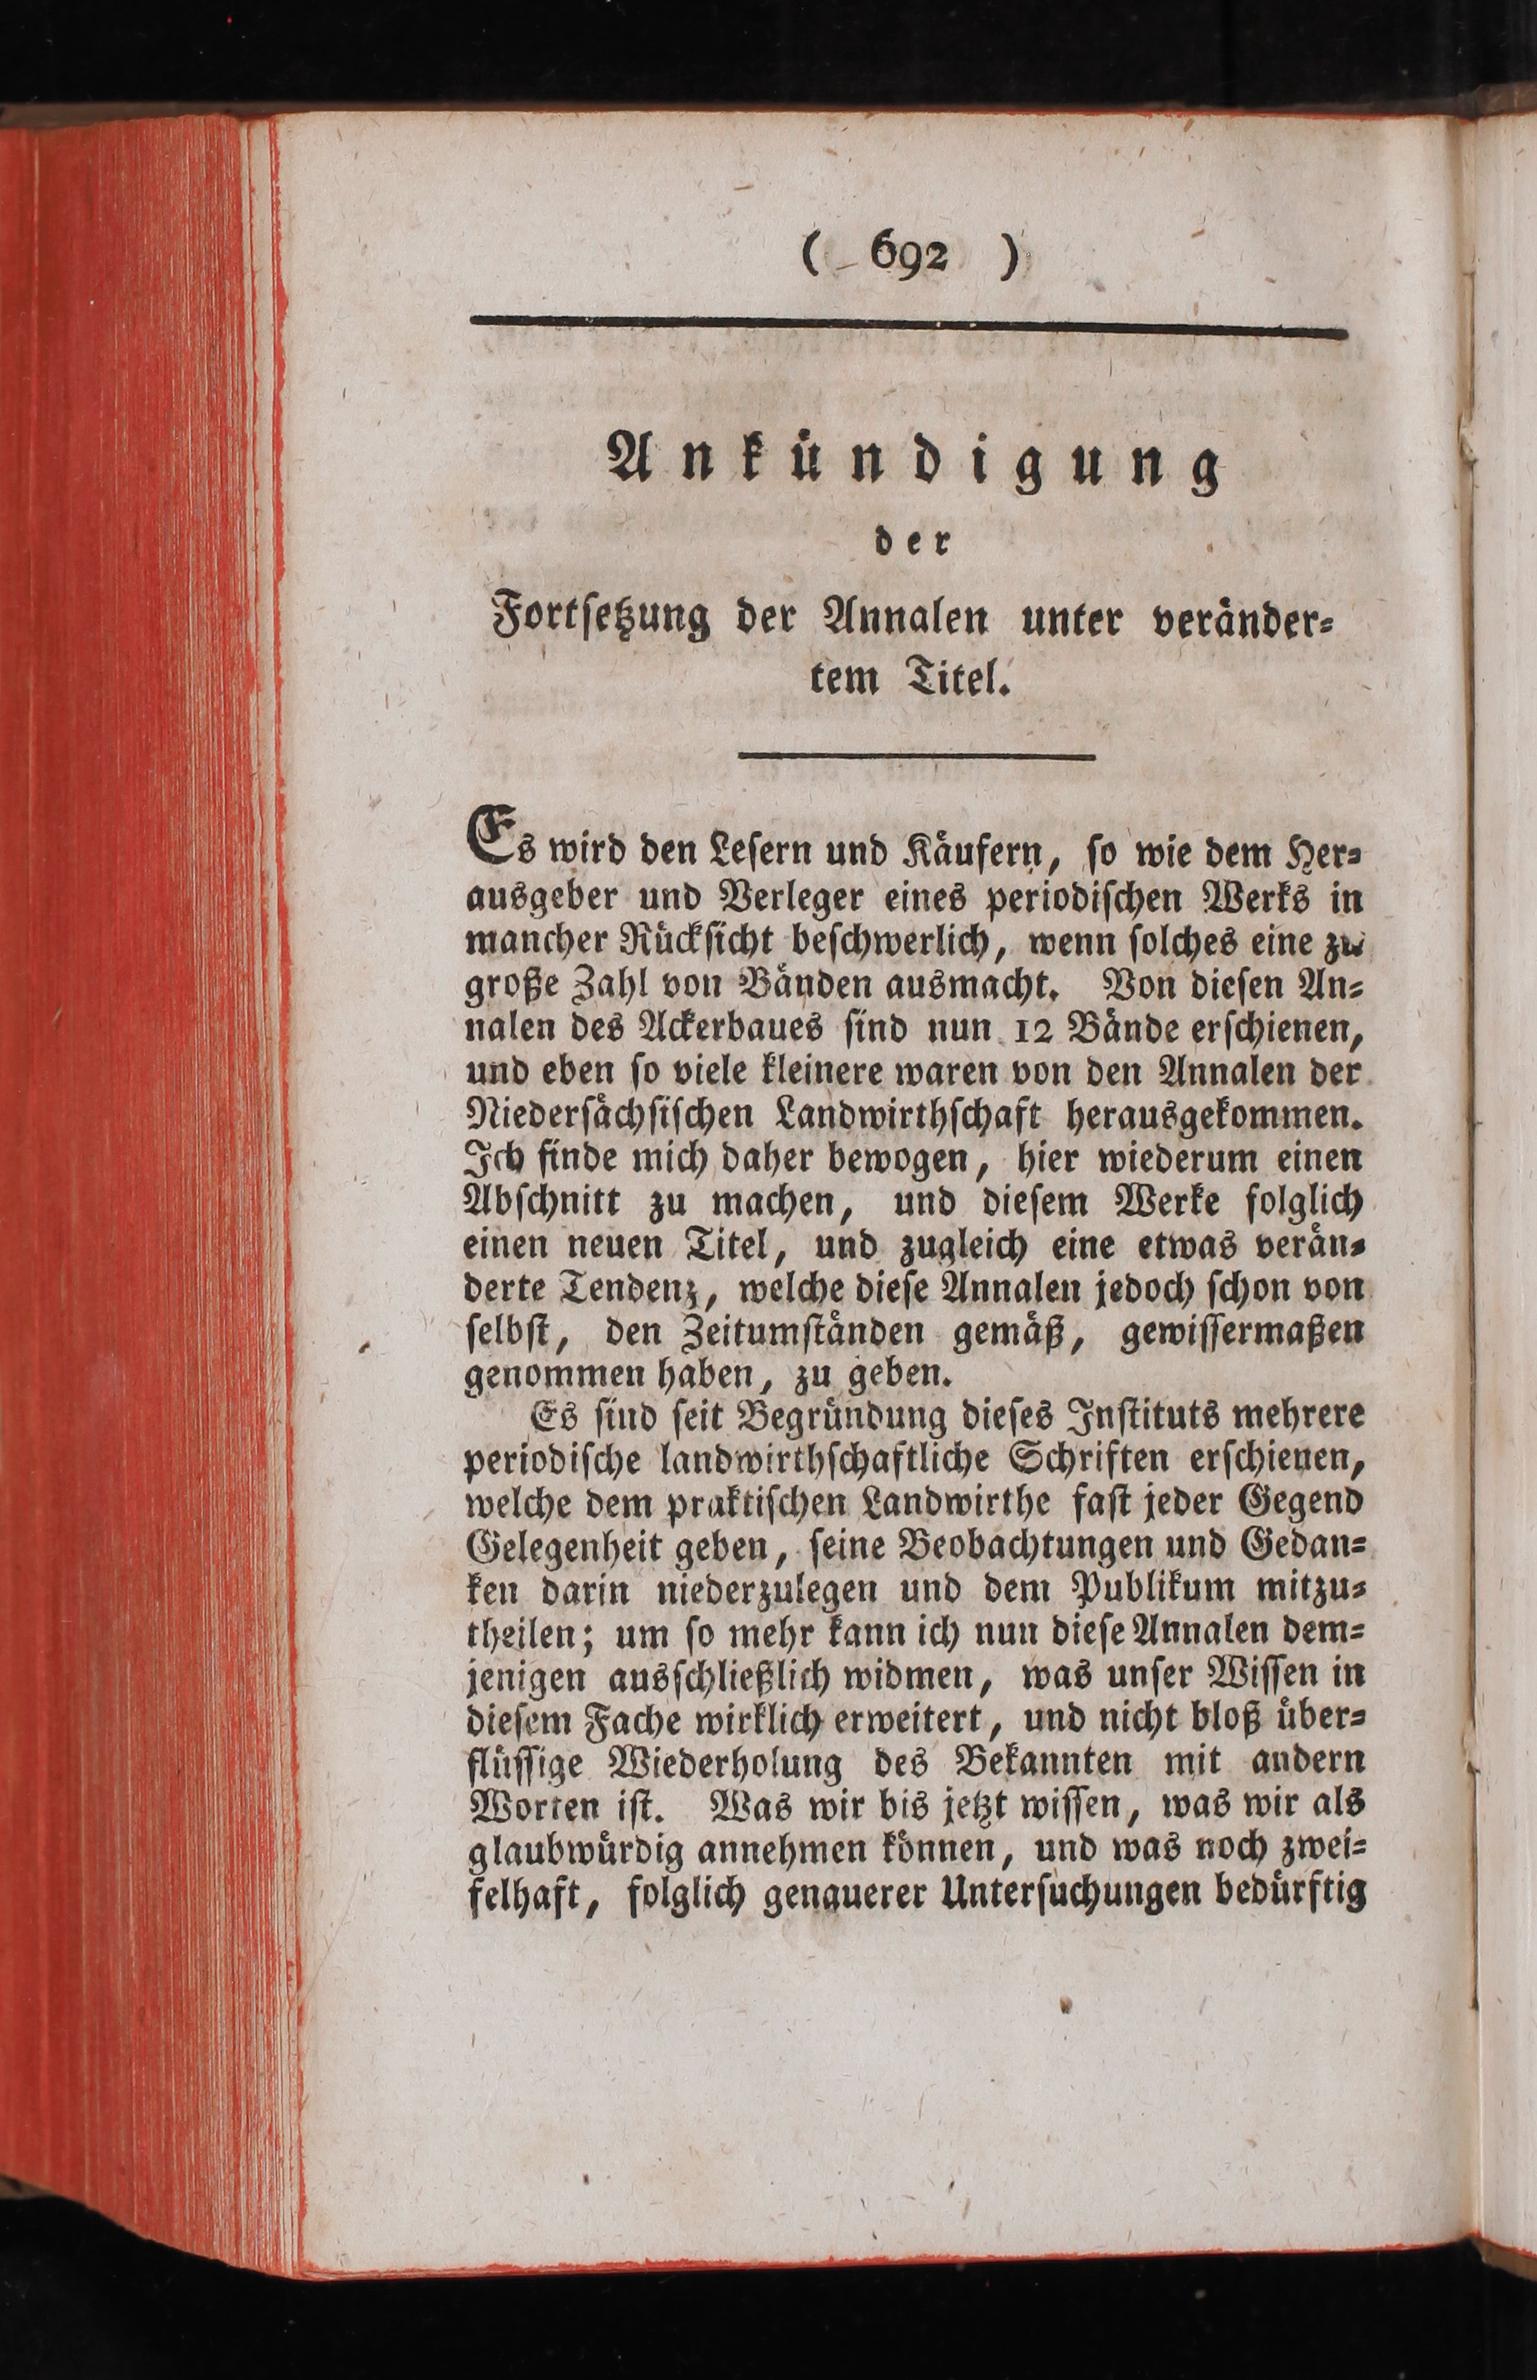 ( 692 )
Ankündigung
der
Fortsetzung der Annalen unter veränder-
tem Titel.
Es wird den Lesern und Käufern, so wie dem Her-
ausgeber und Verleger eines periodischen Werks in
mancher Rücksicht beschwerlich, wenn solches eine zu
große Zahl von Bänden ausmacht. Von diesen An-
nalen des Ackerbaues sind nun 12 Bände erschienen,
und eben so viele kleinere waren von den Annalen der
Niedersächsischen Landwirthschaft herausgekommen.
Ich finde mich daher bewogen, hier wiederum einen
Abschnitt zu machen, und diesem Werke folglich
einen neuen Titel, und zugleich eine etwas verän-
derte Tendenz, welche diese Annalen jedoch schon von
selbst, den Zeitumständen gemäß, gewissermaßen
genommen haben, zu geben.
Es sind seit Begründung dieses Instituts mehrere
periodische landwirthschaftliche Schriften erschienen,
welche dem praktischen Landwirthe fast jeder Gegend
Gelegenheit geben, seine Beobachtungen und Gedan-
ken darin niederzulegen und dem Publikum mitzu-
theilen; um so mehr kann ich nun diese Annalen dem-
jenigen ausschließlich widmen, was unser Wissen in
diesem Fache wirklich erweitert, und nicht bloß über-
flüssige Wiederholung des Bekannten mit andern
Worten ist. Was wir bis jetzt wissen, was wir als
glaubwürdig annehmen können, und was noch zwei-
felhaft, folglich genauerer Untersuchungen bedürftig